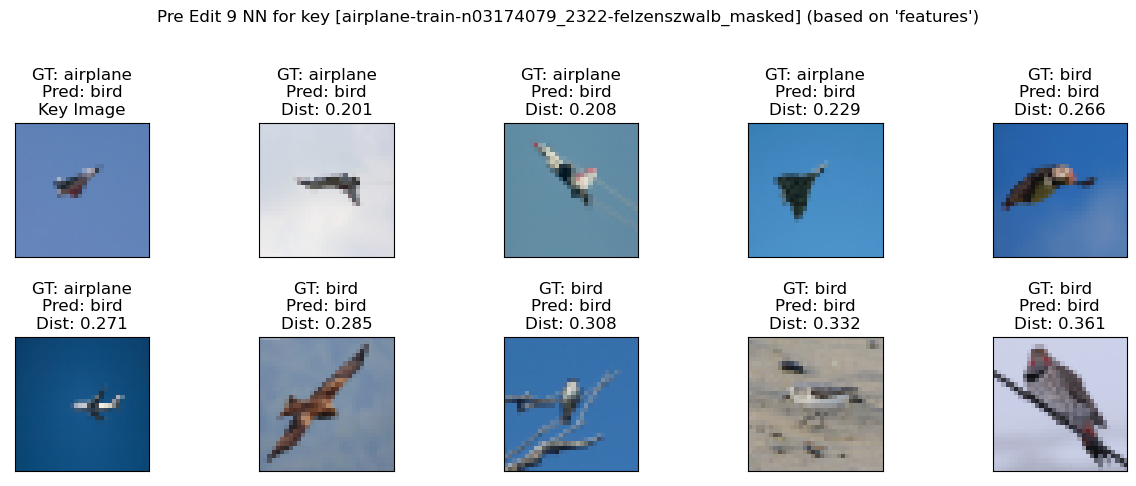 Pre Edit 9 NN for key [airplane-train-n03174079_2322-felzenszwalb_masked] (based on 'features')
GT: airplane
Pred: bird
Key Image
GT: airplane
Pred: bird
Dist: 0.201
GT: airplane
Pred: bird
Dist: 0.208
GT: airplane
Pred: bird
Dist: 0.229
GT: bird
Pred: bird
Dist: 0.266
GT: airplane
Pred: bird
Dist: 0.271
GT: bird
Pred: bird
Dist: 0.285
GT: bird
Pred: bird
Dist: 0.308
GT: bird
Pred: bird
Dist: 0.332
GT: bird
Pred: bird
Dist: 0.361